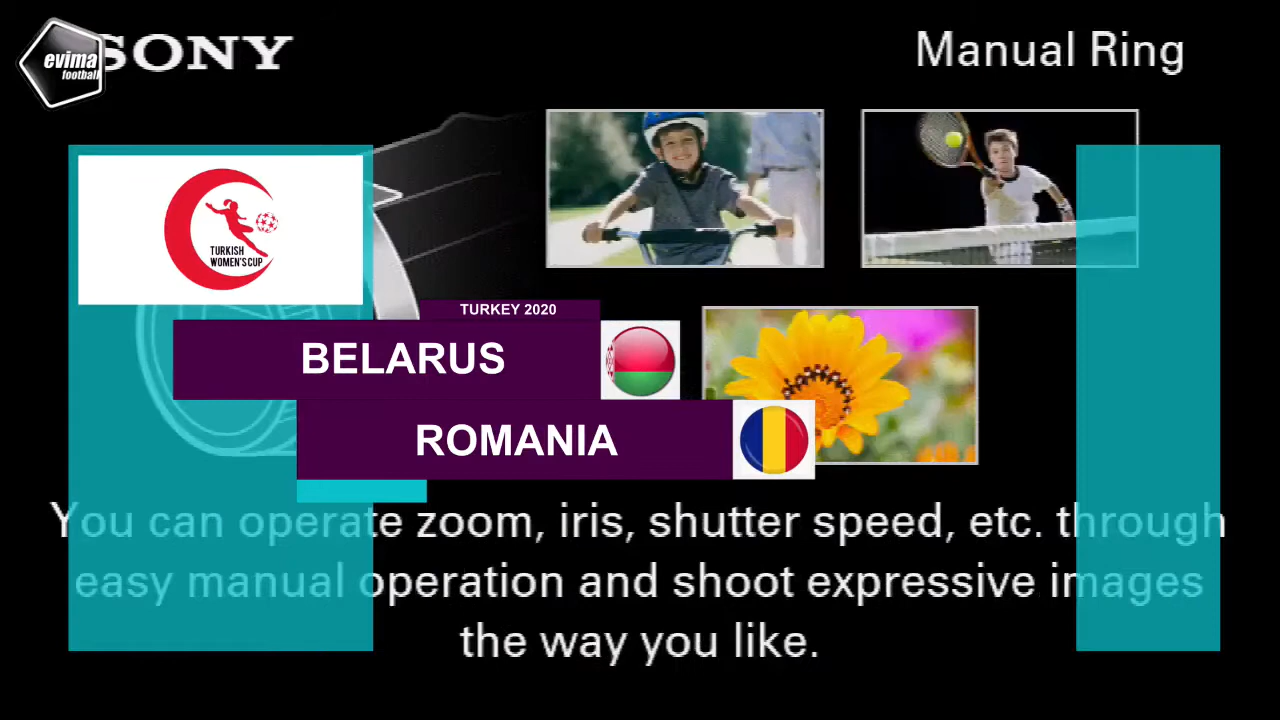 evima
football
SONY
Manual Ring
TURKISH
WOMEN'S CUP
TURKEY 2020
BELARUS
ROMANIA
You can operate zoom, iris, shutter speed, etc. through
easy manual operation and shoot expressive images
the way you like.